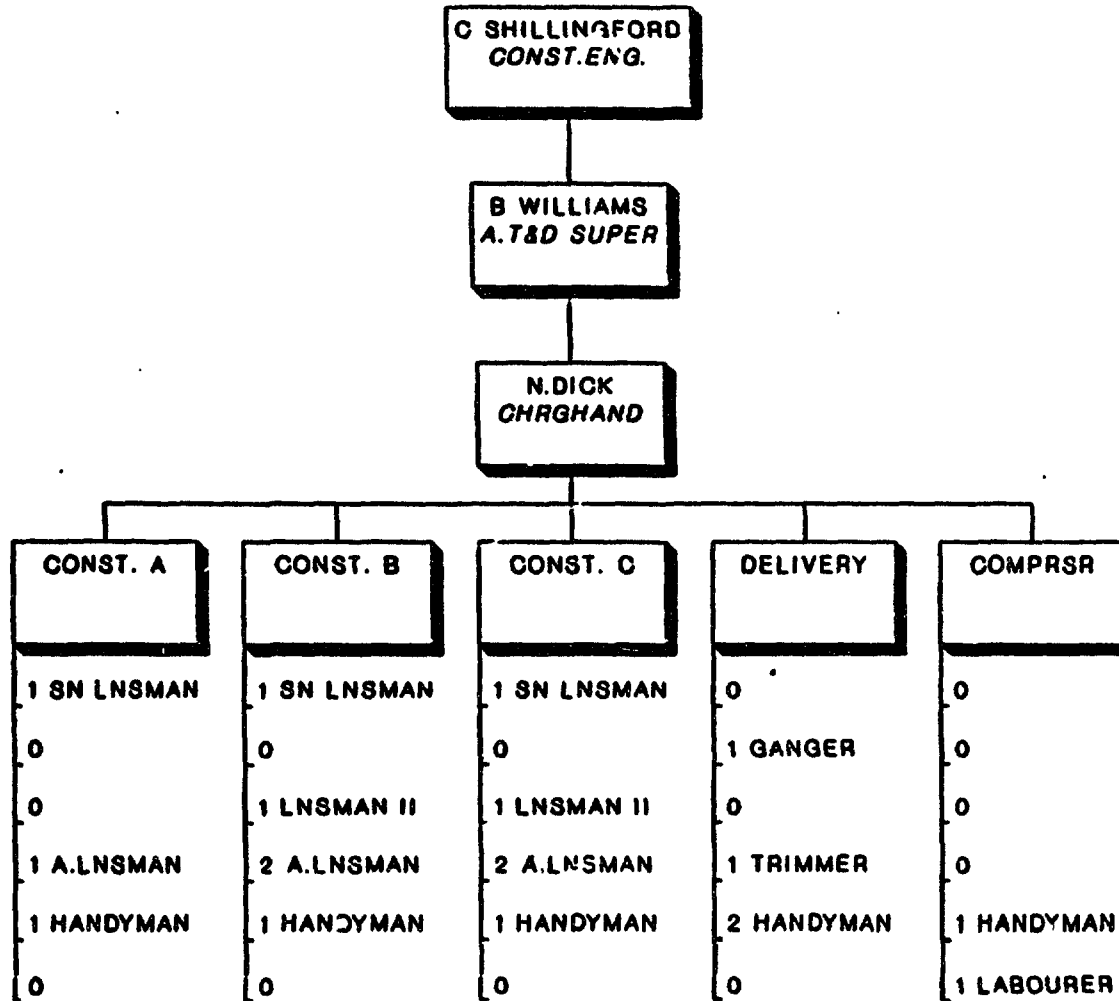 C SHILLINGFORD
CONST.ENG.
B WILLIAMS
A.T&D SUPER
N.DICK
CHRGHAND
CONST. A
CONST. B
CONST. C
DELIVERY
COMPRSR
1 SN LNSMAN
1 SN LNSMAN
1 SN LNSMAN
0
0
0
0
0
1 GANGER
0
0
1 LNSMAN II
1 LNSMAN II
0
0
1 A.LNSMAN
2 A.LNSMAN
2 A.LNSMAN
1 TRIMMER
0
1 HANDYMAN
1 HANDYMAN
1 HANDYMAN
2 HANDYMAN
1 HANDYMAN
0
0
0
0
1 LABOURER